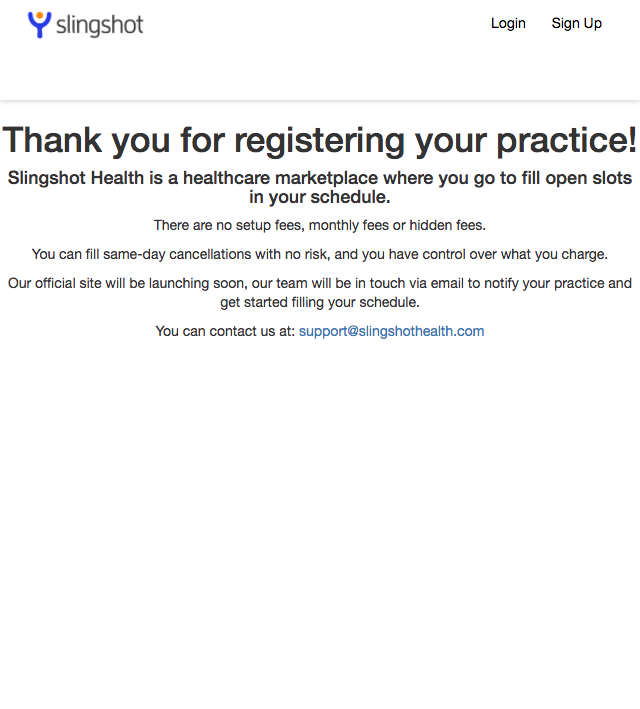 slingshot
Login
Sign Up
Thank you for registering your practice!
Slingshot Health is a healthcare marketplace where you go to fill open slots
in your schedule.
There are no setup fees, monthly fees or hidden fees.
You can fill same-day cancellations with no risk, and you have control over what you charge.
Our official site will be launching soon, our team will be in touch via email to notify your practice and
get started filling your schedule.
You can contact us at: support@slingshothealth.com